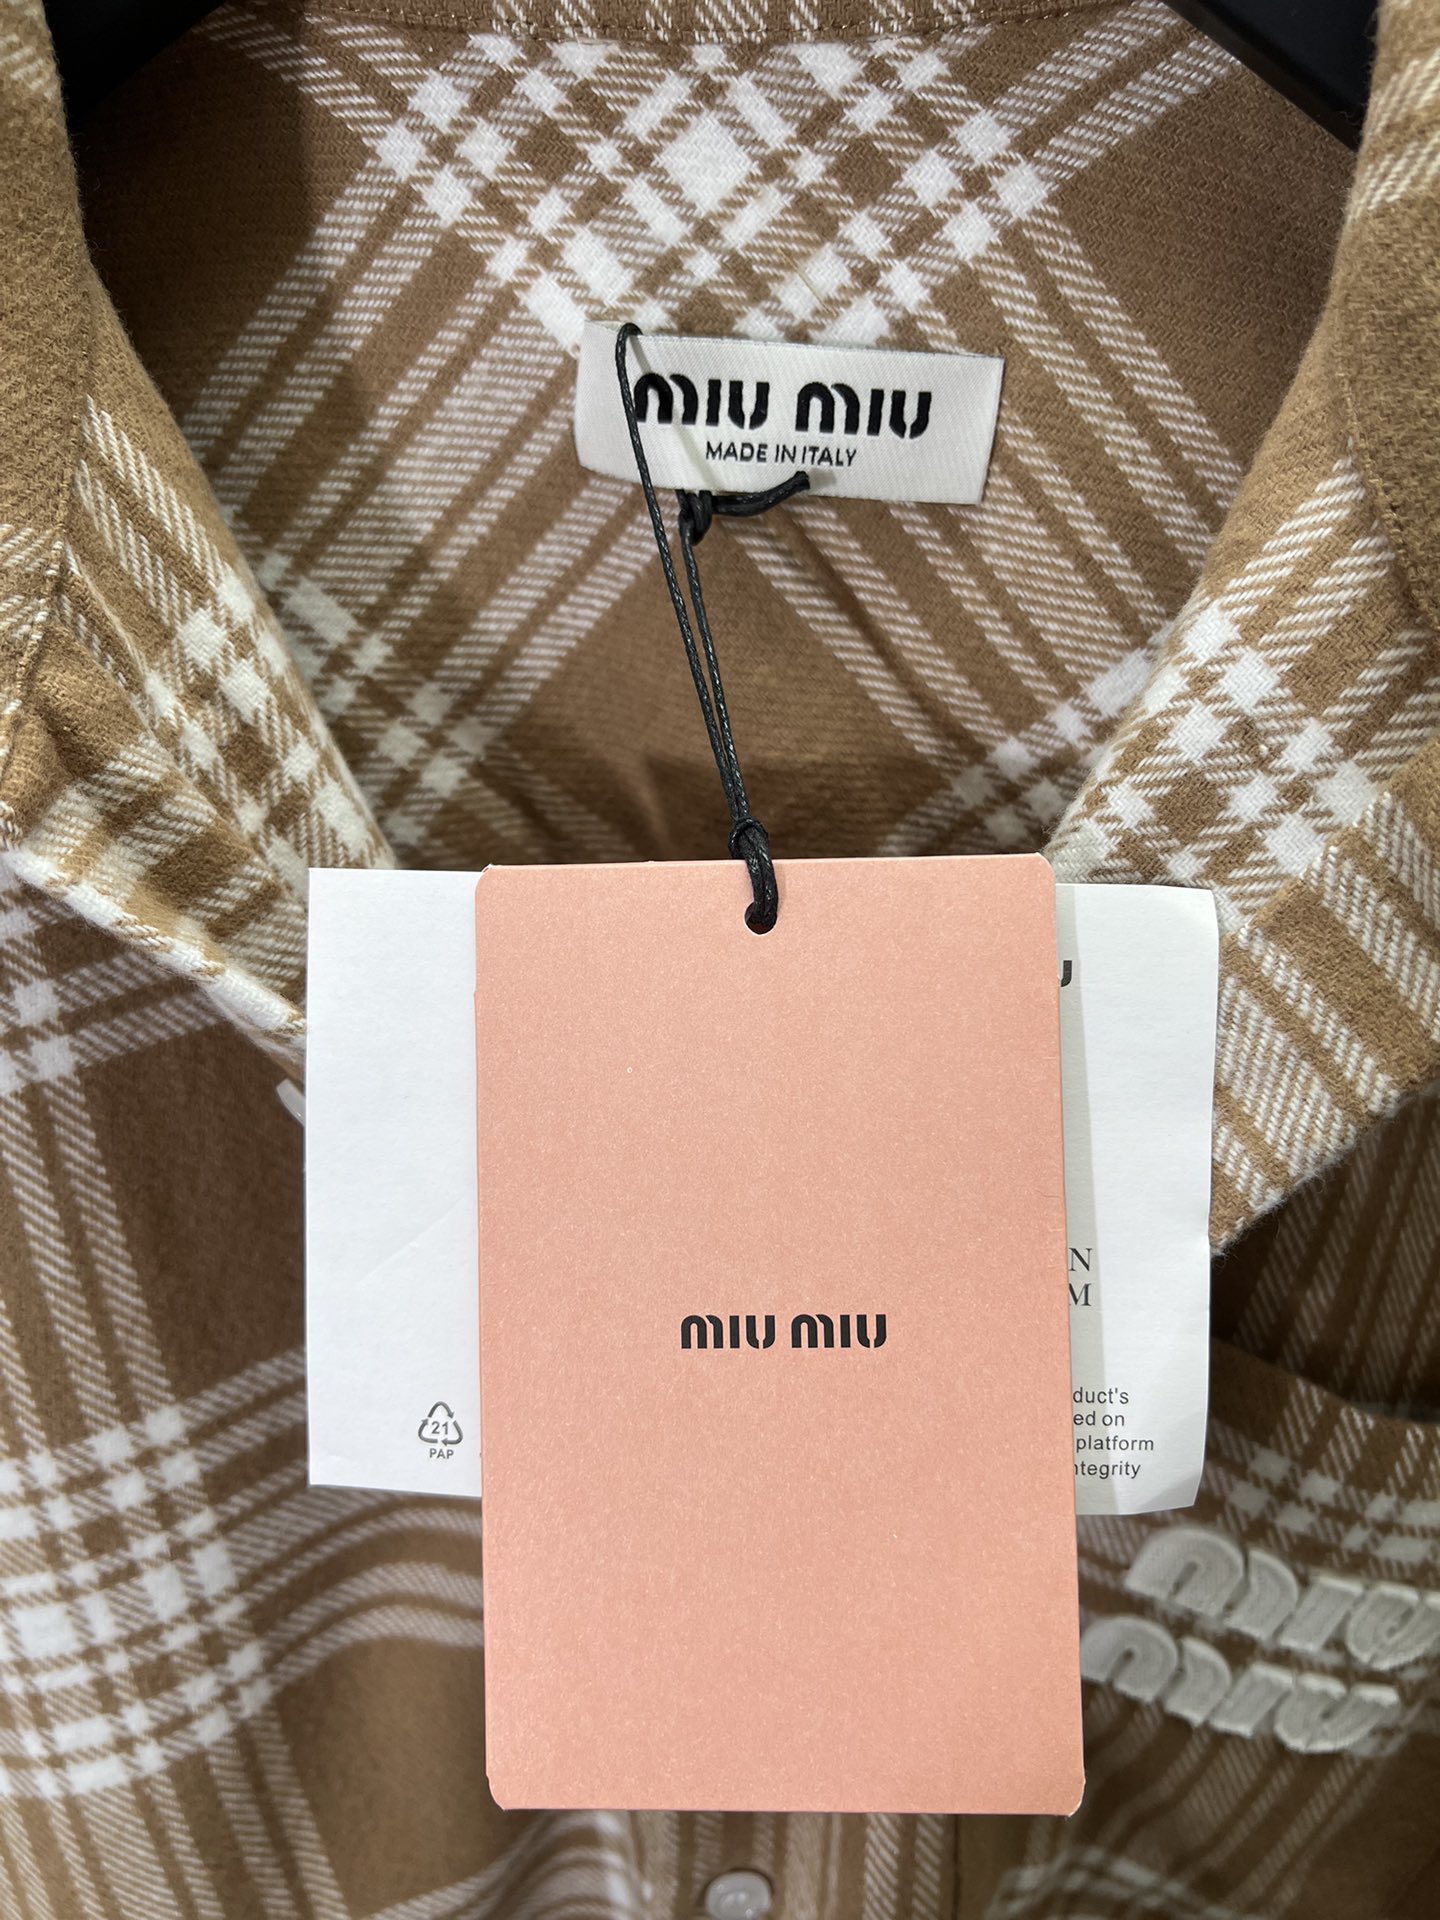 MIU MIU
MADE IN ITALY
U
N
M
MIU MIU
duct's
ed on
platform
ntegrity
21
PAP
MIU
MIU